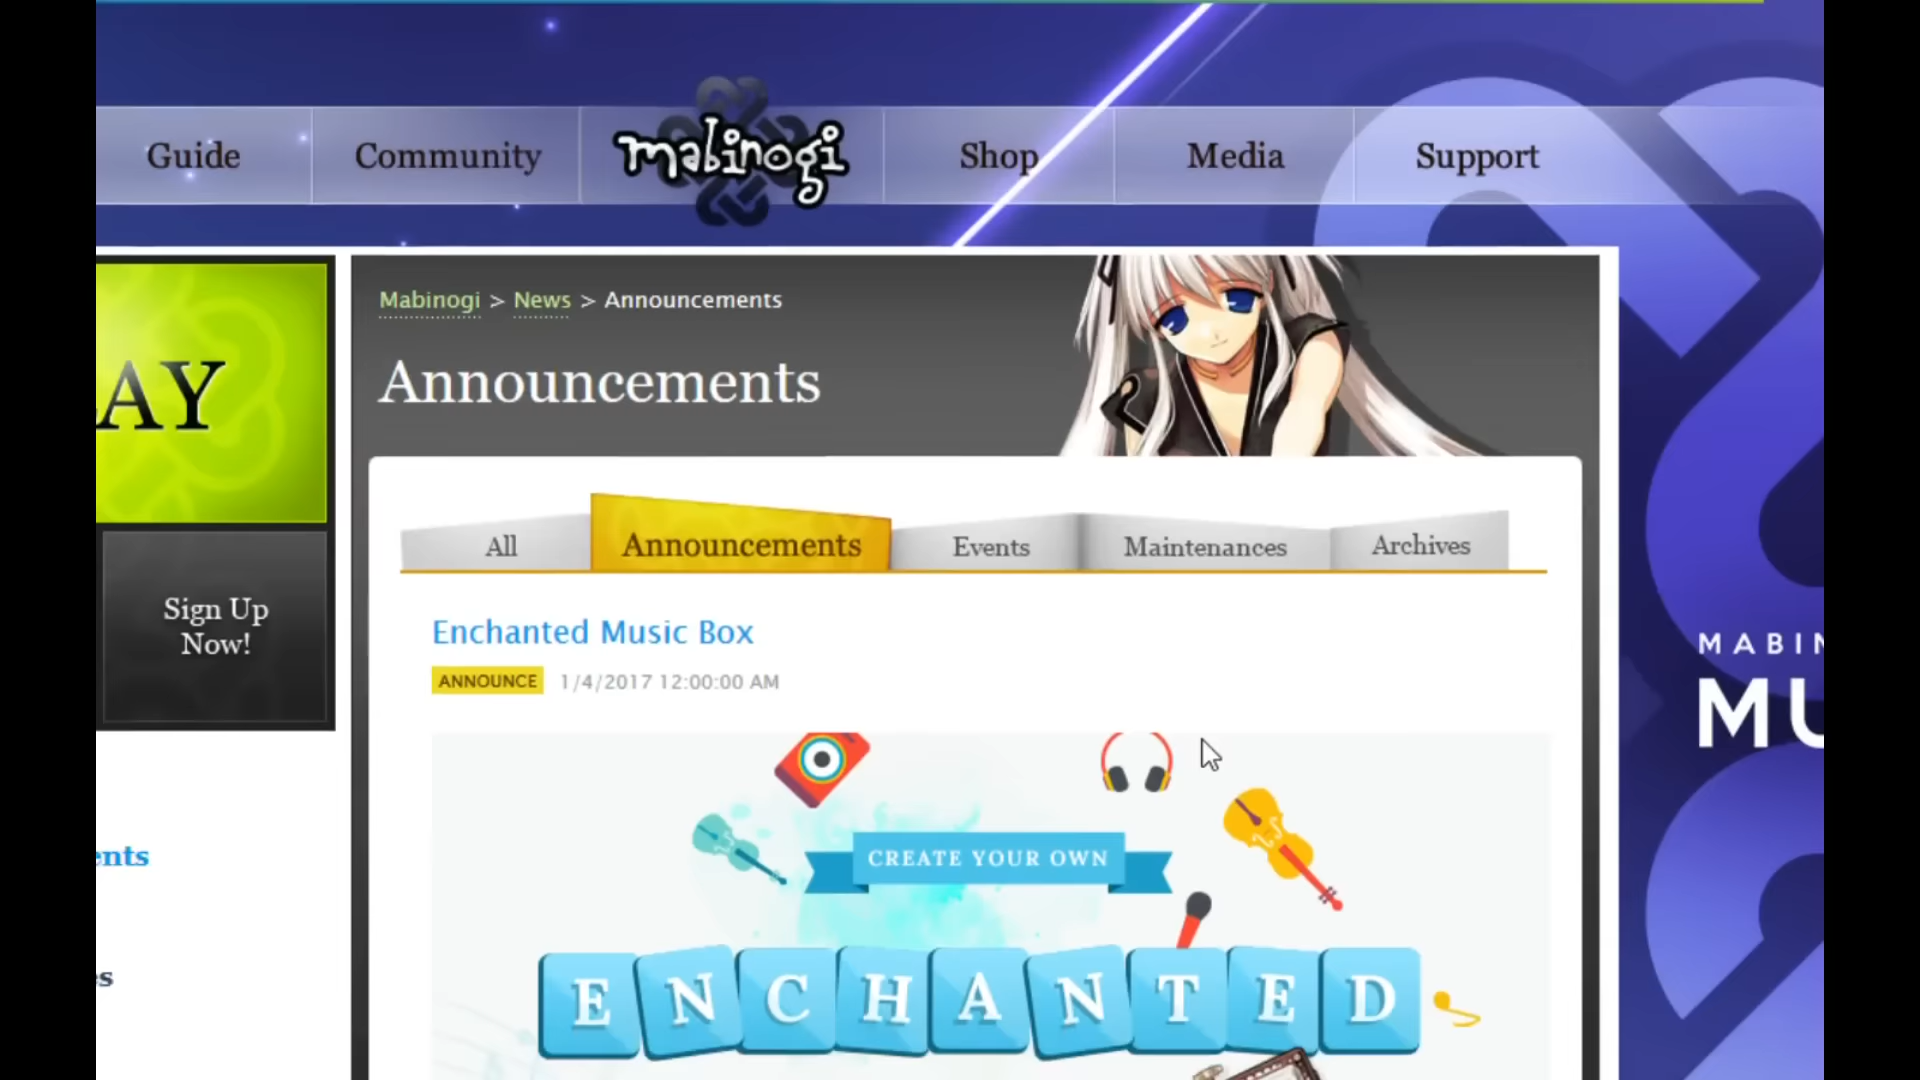 Guide
Community
mabinogi
Shop
Media
Support
Mabinogi > News > Announcements
Announcements
AY
Sign Up
Now!
All
Announcements
Events
Maintenances
Archives
Enchanted Music Box
ANNOUNCE 1/4/2017 12:00:00 AM
MABIN
MU
ents
CREATE YOUR OWN
s
ENCHANTED